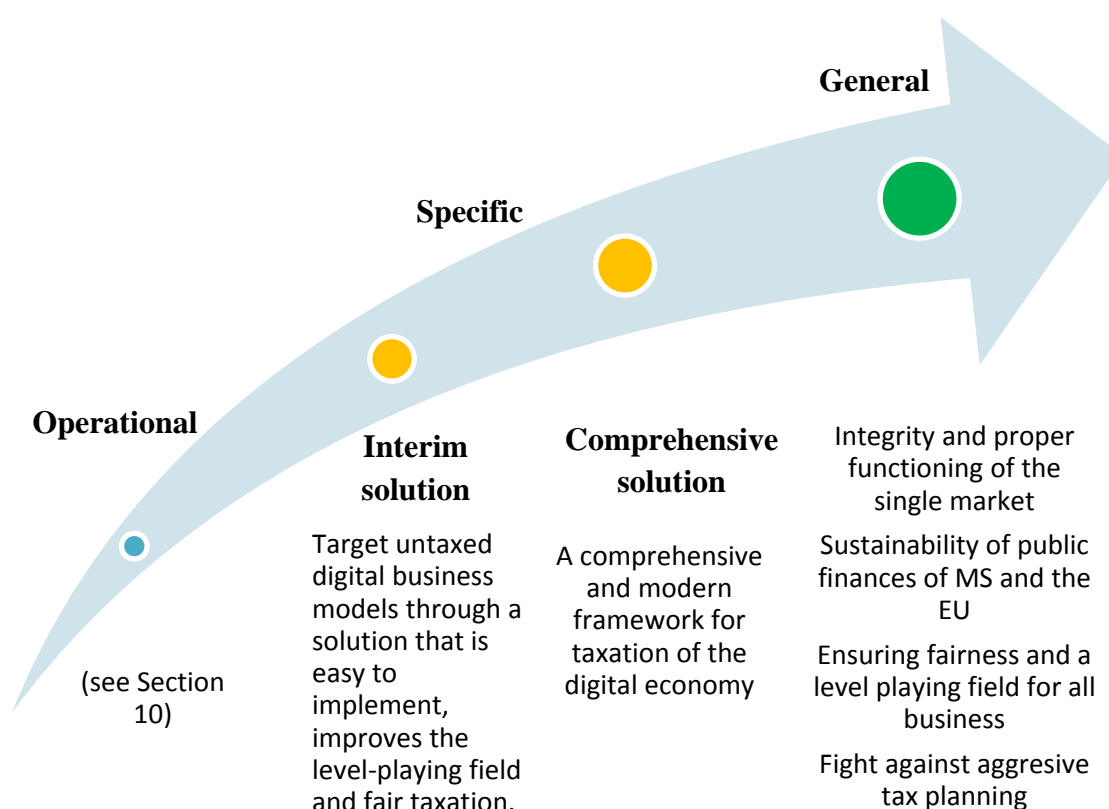 General
Specific
Operational
(see Section
10)
Interim
solution
Target untaxed
digital business
models through a
solution that is
easy to
implement,
improves the
level-playing field
and fair taxation.
Comprehensive
solution
A comprehensive
and modern
framework for
taxation of the
digital economy
Integrity and proper
functioning of the
single market
Sustainability of public
finances of MS and the
EU
Ensuring fairness and a
level playing field for all
business
Fight against aggresive
tax planning